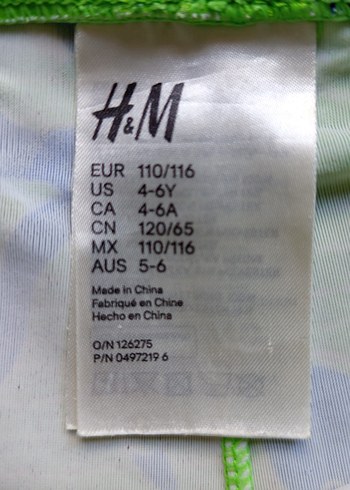 H&M
EUR 110/116
US 4-6Y
CA 4-6A
CN 120/65
MX 110/116
AUS 5-6
Made in China
Fabriqué en Chine
Hecho en China
O/N 126275
P/N 0497219 6